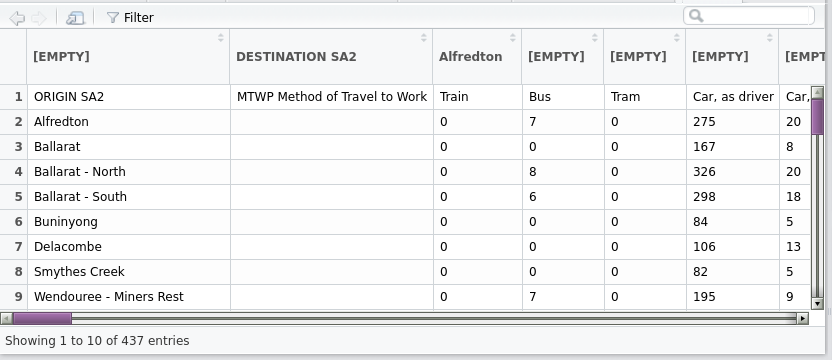 Filter
[EMPTY] DESTINATION SA2 Alfredton [EMPTY] [EMPTY] [EMPTY] [EMPT
1 ORIGIN SA2 MTWP Method of Travel to Work Train Bus Tram Car, as driver Car,
2 Alfredton 0 7 0 275 20
3 Ballarat 0 0 0 167 8
4 Ballarat - North 0 8 0 326 20
5 Ballarat - South 0 6 0 298 18
6 Buninyong 0 0 0 84 5
7 Delacombe 0 0 0 106 13
8 Smythes Creek 0 0 0 82 5
9 Wendouree - Miners Rest 0 7 0 195 9
Showing 1 to 10 of 437 entries